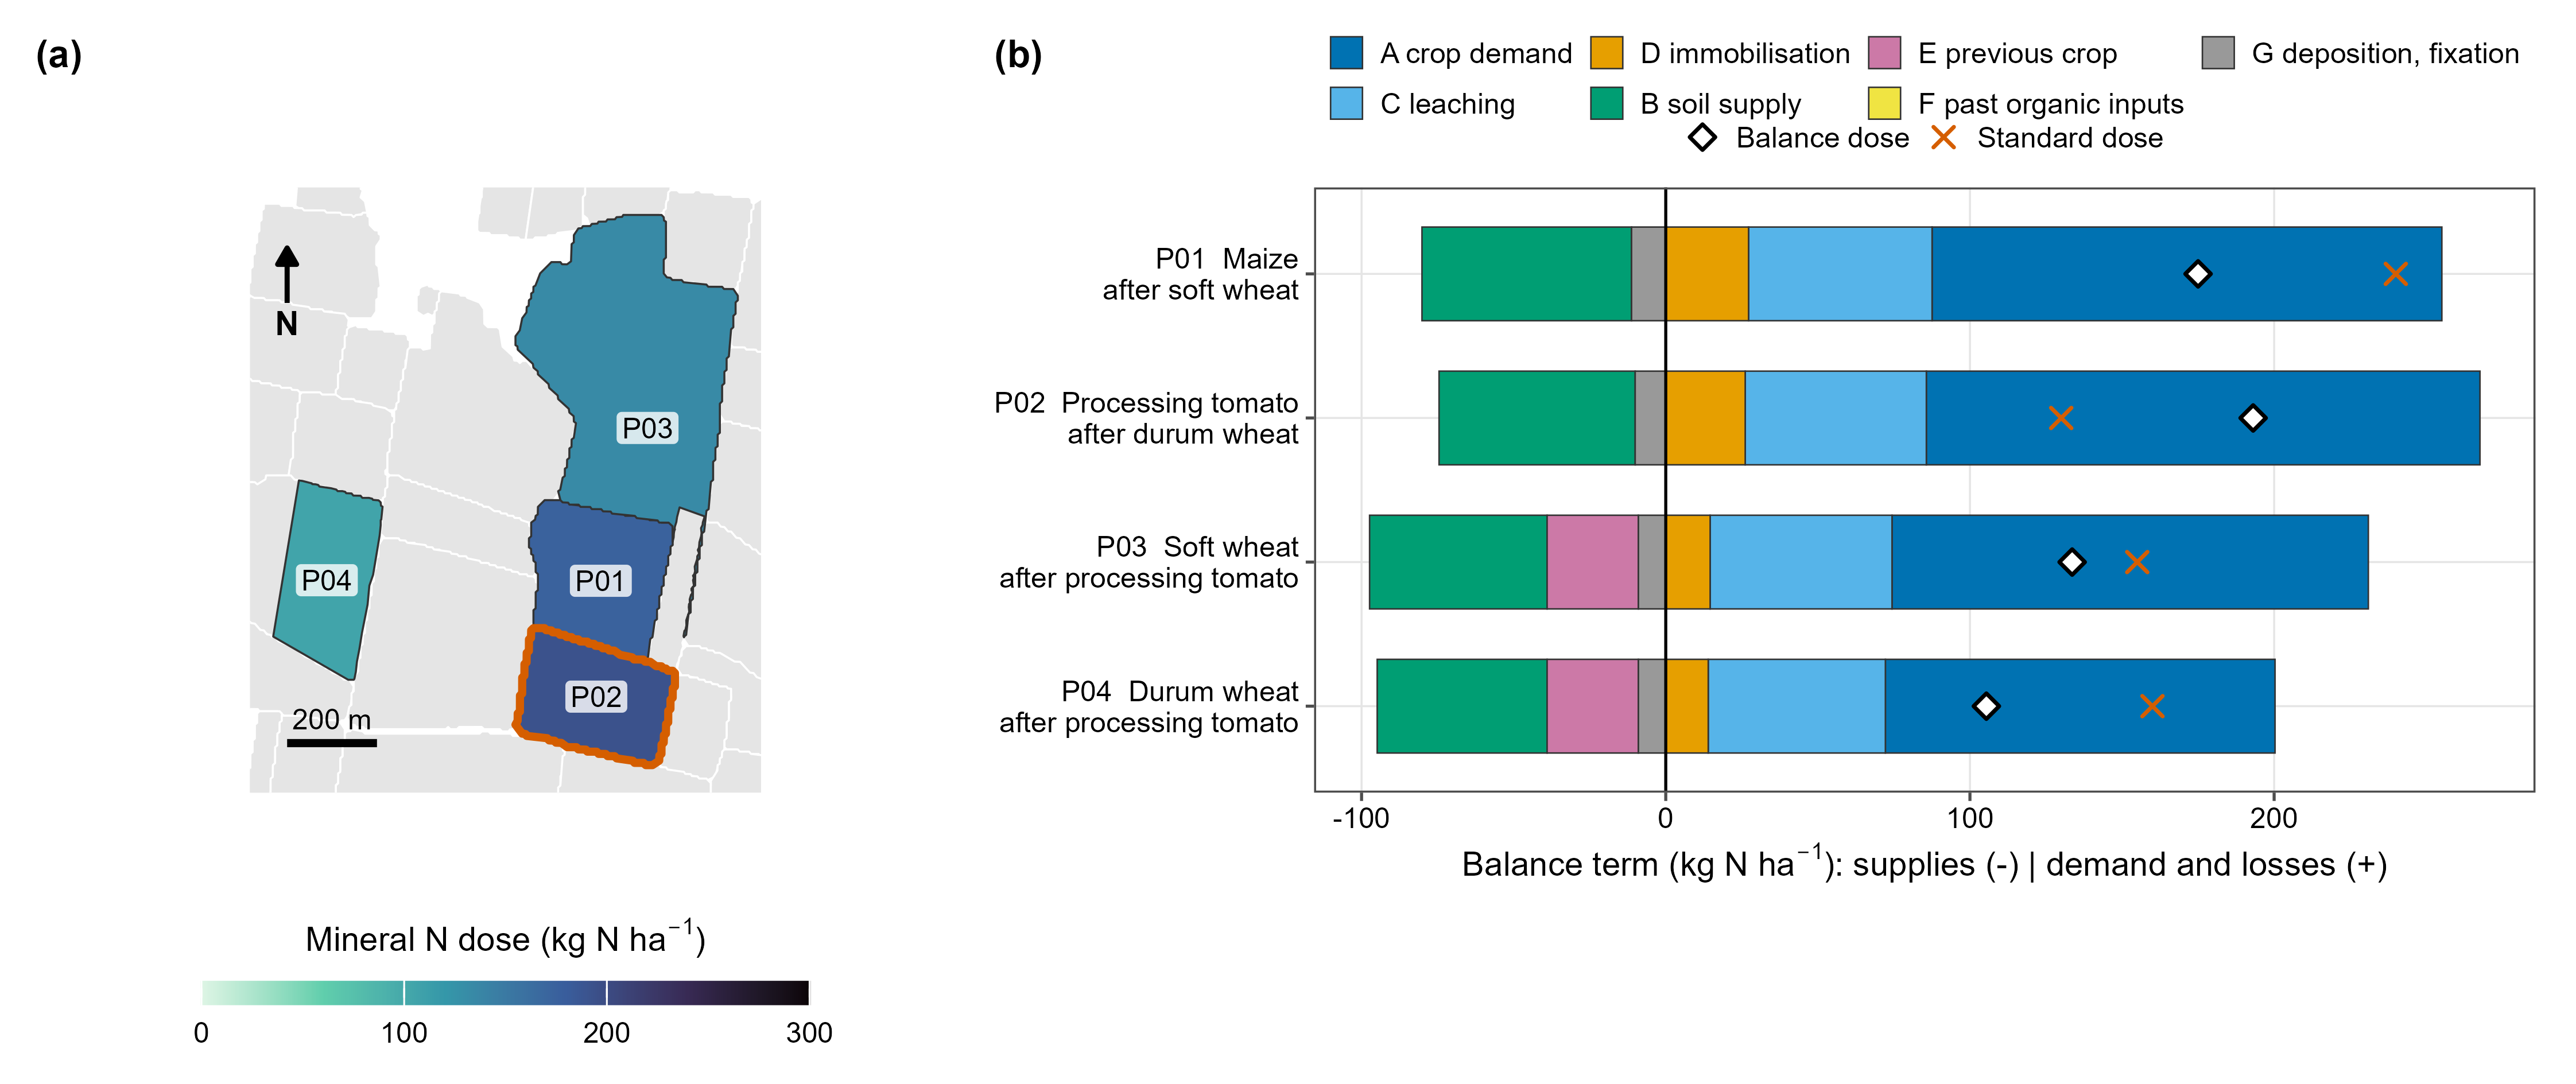 (a)
N
P03
P04
P01
P02
200 m
Mineral N dose (kg N ha⁻¹)
0 100 200 300
(b)
A crop demand D immobilisation E previous crop G deposition, fixation
C leaching B soil supply F past organic inputs
Balance dose Standard dose
P01 Maize
after soft wheat
P02 Processing tomato
after durum wheat
P03 Soft wheat
after processing tomato
P04 Durum wheat
after processing tomato
-100 0 100 200
Balance term (kg N ha⁻¹): supplies (-) | demand and losses (+)